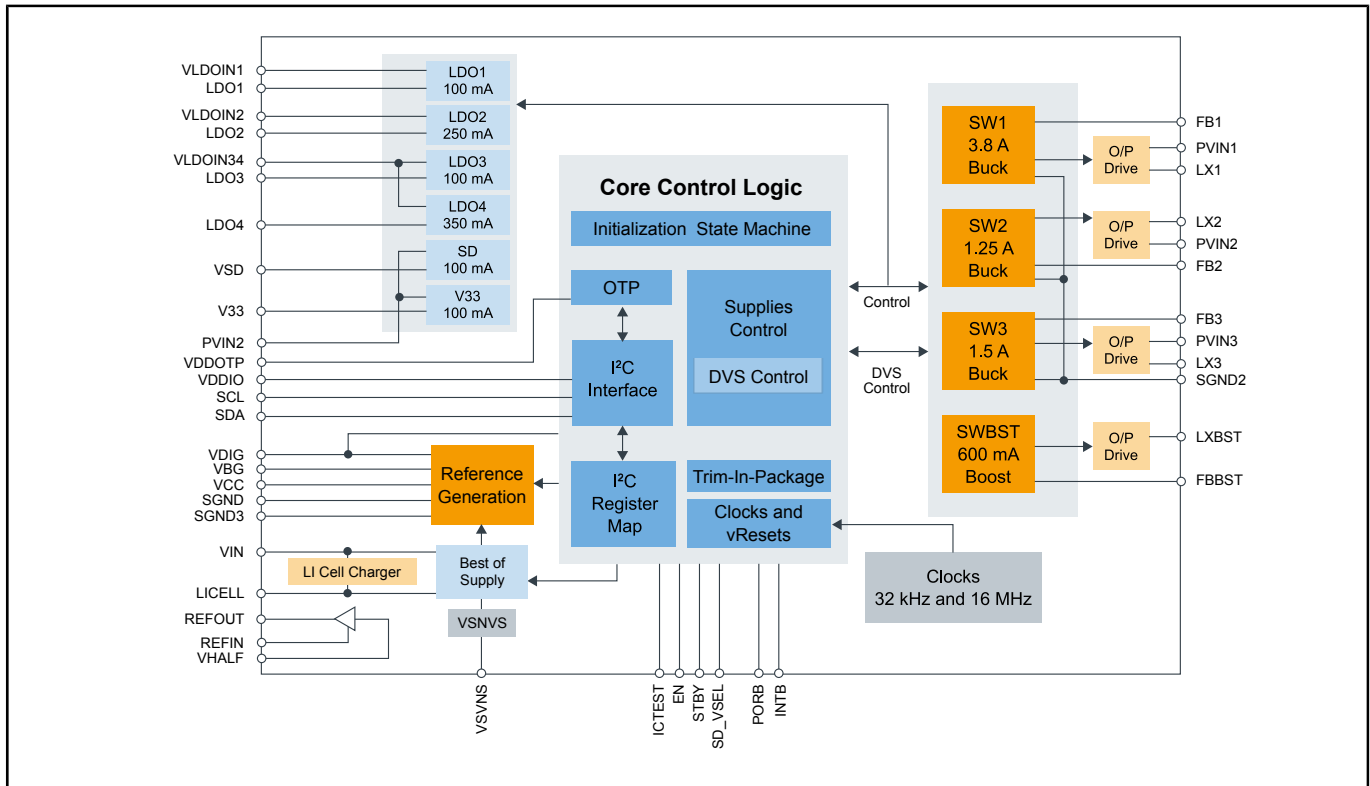 VLDOIN1
LDO1
VLDOIN2
LDO2
VLDOIN34
LDO3
LDO4
VSD
V33
PVIN2
VDDOTP
VDDIO
SCL
SDA
VDIG
VBG
VCC
SGND
SGND3
VIN
LICELL
REFOUT
REFIN
VHALF
LDO1
100 mA
LDO2
250 mA
LDO3
100 mA
LDO4
350 mA
SD
100 mA
V33
100 mA
Reference
Generation
LI Cell Charger
Best of
Supply
VSNVS
Core Control Logic
Initialization State Machine
OTP
I²C
Interface
I²C
Register
Map
Supplies
Control
DVS Control
Trim-In-Package
Clocks and
vResets
Control
DVS
Control
Clocks
32 kHz and 16 MHz
SW1
3.8 A
Buck
SW2
1.25 A
Buck
SW3
1.5 A
Buck
SWBST
600 mA
Boost
O/P
Drive
O/P
Drive
O/P
Drive
O/P
Drive
FB1
PVIN1
LX1
LX2
PVIN2
FB2
FB3
PVIN3
LX3
SGND2
LXBST
FBBST
VSVNS
ICTEST
EN
STBY
SD_VSEL
PORB
INTB